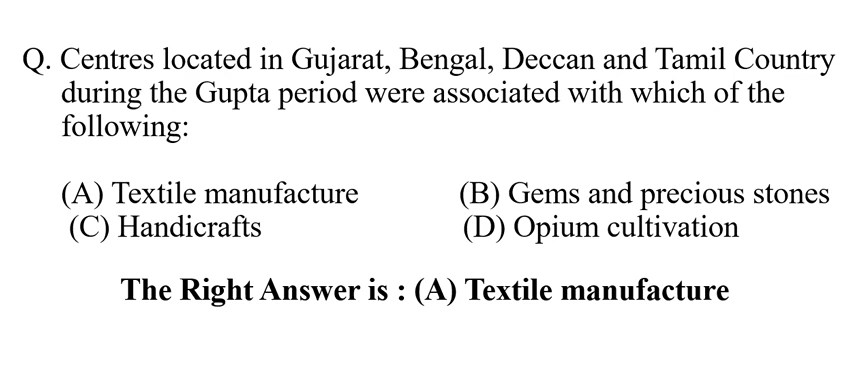 Q. Centres located in Gujarat, Bengal, Deccan and Tamil Country
during the Gupta period were associated with which of the
following:
(A) Textile manufacture (B) Gems and precious stones
(C) Handicrafts (D) Opium cultivation
The Right Answer is : (A) Textile manufacture